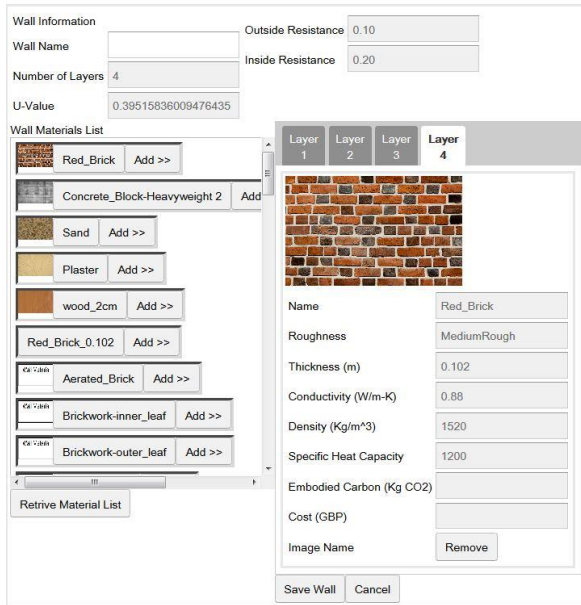 Wall Information
Wall Name
Number of Layers 4
U-Value 0.39515836009476435
Outside Resistance 0.10
Inside Resistance 0.20
Wall Materials List
Red_Brick Add >>
Concrete_Block-Heavyweight 2 Add
Sand Add >>
Plaster Add >>
wood_2cm Add >>
Red_Brick_0.102 Add >>
Aerated_Brick Add >>
Brickwork-inner_leaf Add >>
Brickwork-outer_leaf Add >>
Retrive Material List
Layer 1
Layer 2
Layer 3
Layer 4
Name Red_Brick
Roughness MediumRough
Thickness (m) 0.102
Conductivity (W/m-K) 0.88
Density (Kg/m^3) 1520
Specific Heat Capacity 1200
Embodied Carbon (Kg CO2)
Cost (GBP)
Image Name Remove
Save Wall Cancel